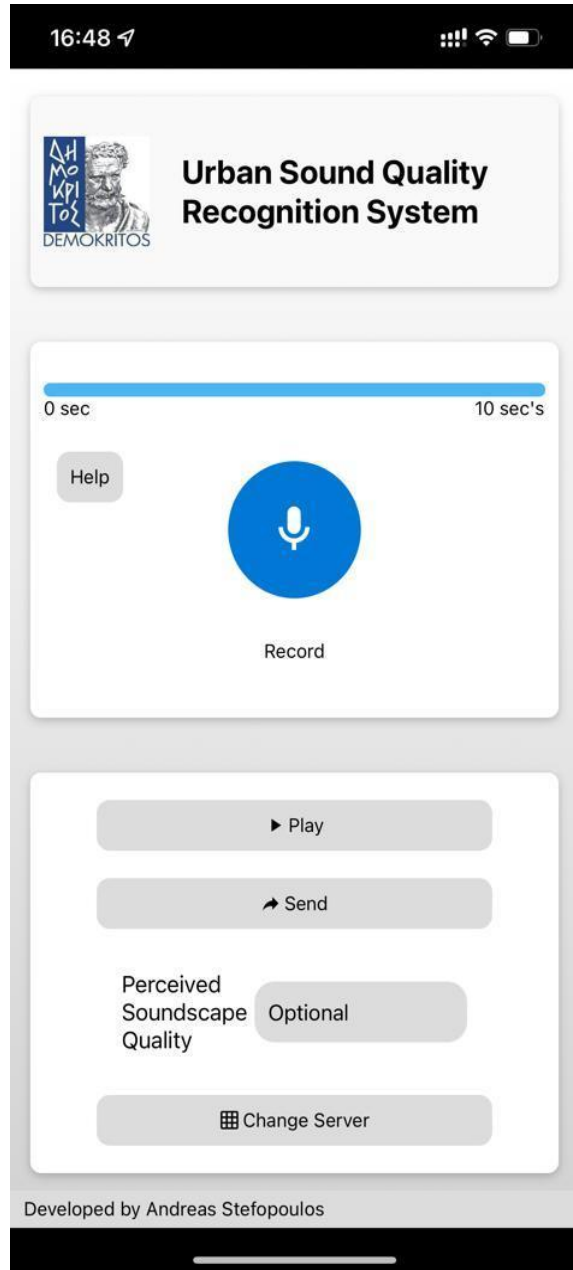 16:48
ΔΗ
ΜΟ
ΚΡΙ
ΤΟΣ
DEMOKRITOS
Urban Sound Quality
Recognition System
0 sec
10 sec's
Help
Record
Play
Send
Perceived
Soundscape
Quality
Optional
Change Server
Developed by Andreas Stefopoulos